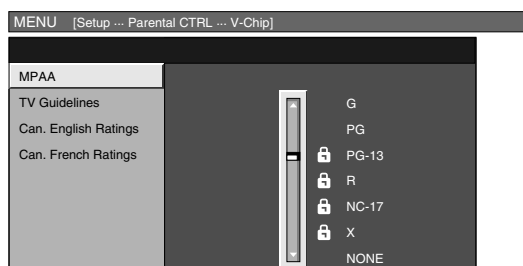 MENU [Setup ··· Parental CTRL ··· V-Chip]
MPAA
TV Guidelines
Can. English Ratings
Can. French Ratings
G
PG
PG-13
R
NC-17
X
NONE